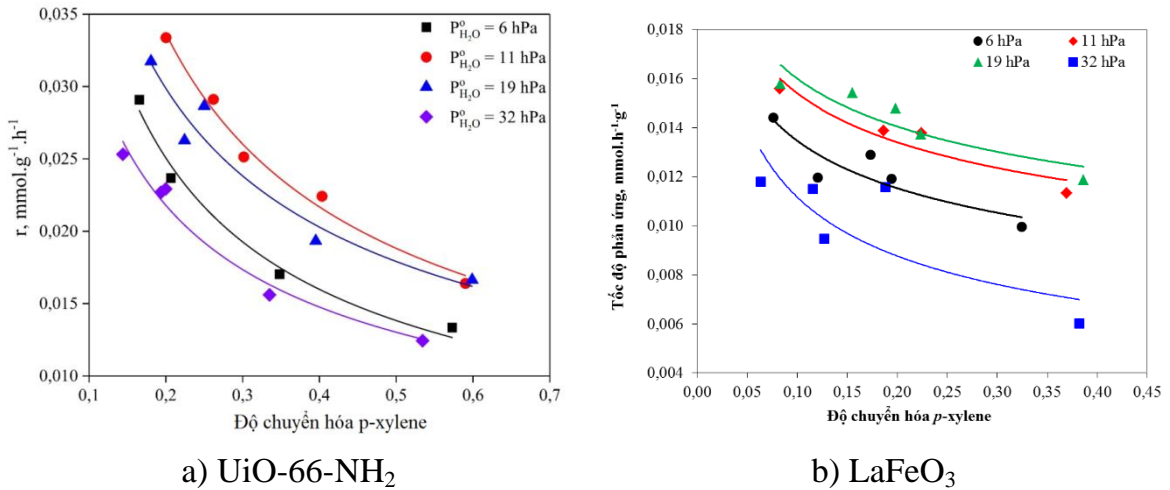 r, mmol.g⁻¹.h⁻¹
0,035
0,030
0,025
0,020
0,015
0,010
0,1 0,2 0,3 0,4 0,5 0,6 0,7
Độ chuyển hóa p-xylene
PᵒH₂O = 6 hPa
PᵒH₂O = 11 hPa
PᵒH₂O = 19 hPa
PᵒH₂O = 32 hPa
a) UiO-66-NH₂
Tốc độ phản ứng, mmol.h⁻¹·g⁻¹
0,018
0,016
0,014
0,012
0,010
0,008
0,006
0,004
0,00 0,05 0,10 0,15 0,20 0,25 0,30 0,35 0,40 0,45
Độ chuyển hóa p-xylene
6 hPa 11 hPa
19 hPa 32 hPa
b) LaFeO₃